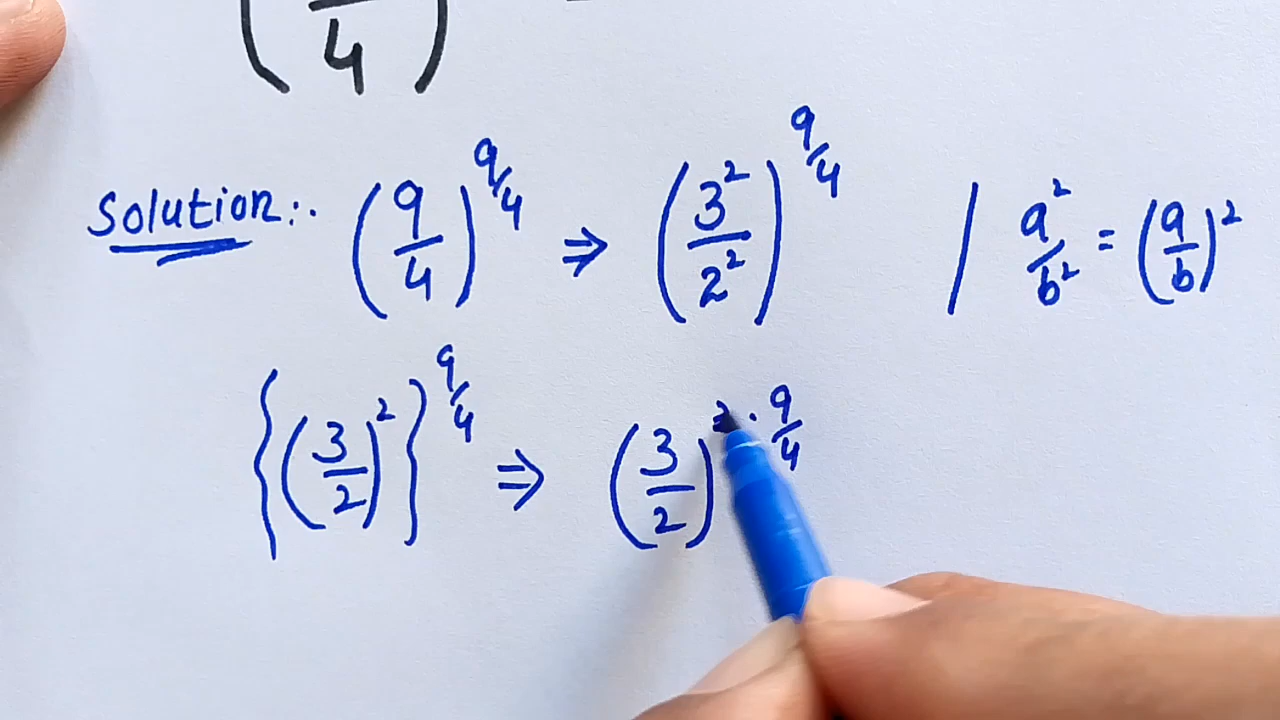 (—/4)
Solution:. (9/4)^(9/4) ⇒ (3²/2²)^(9/4) / a²/b² = (a/b)²
{(3/2)²}^(9/4) ⇒ (3/2)^(2·9/4)